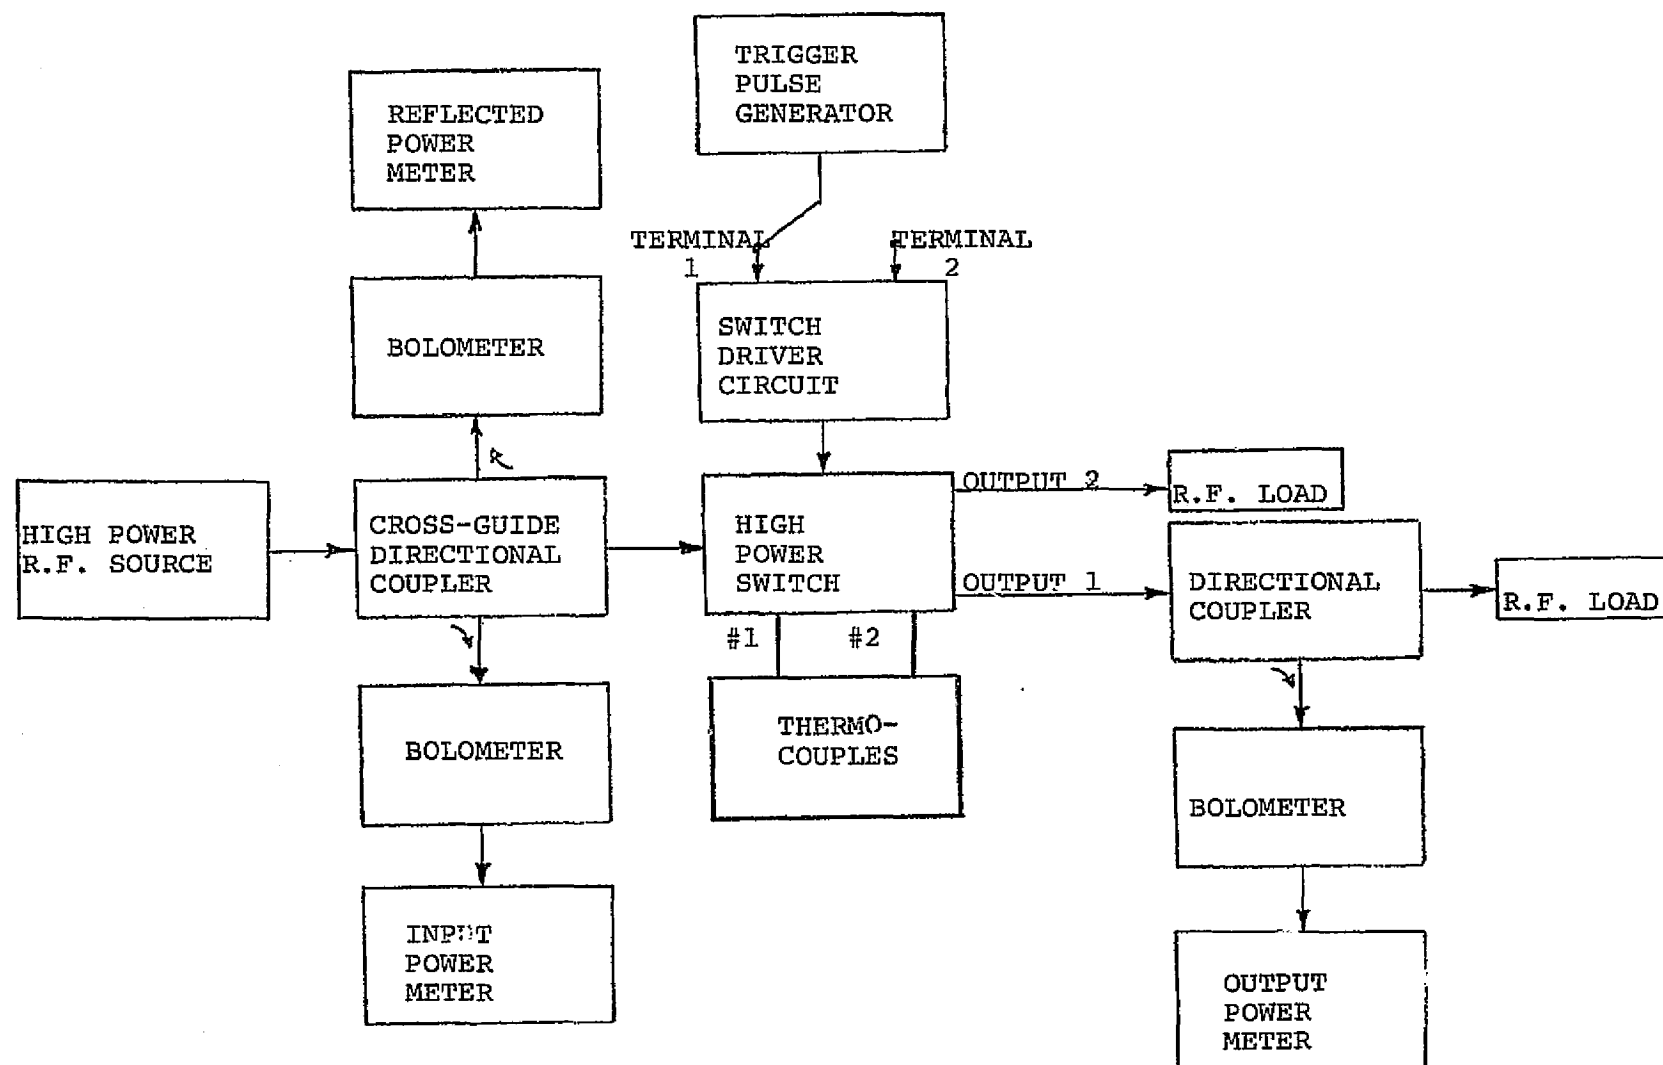 TRIGGER
PULSE
GENERATOR
REFLECTED
POWER
METER
TERMINAL
1
TERMINAL
2
BOLOMETER
SWITCH
DRIVER
CIRCUIT
HIGH POWER
R.F. SOURCE
CROSS-GUIDE
DIRECTIONAL
COUPLER
HIGH
POWER
SWITCH
OUTPUT 2
R.F. LOAD
OUTPUT 1
DIRECTIONAL
COUPLER
R.F. LOAD
#1
#2
THERMO-
COUPLES
BOLOMETER
BOLOMETER
INPUT
POWER
METER
OUTPUT
POWER
METER